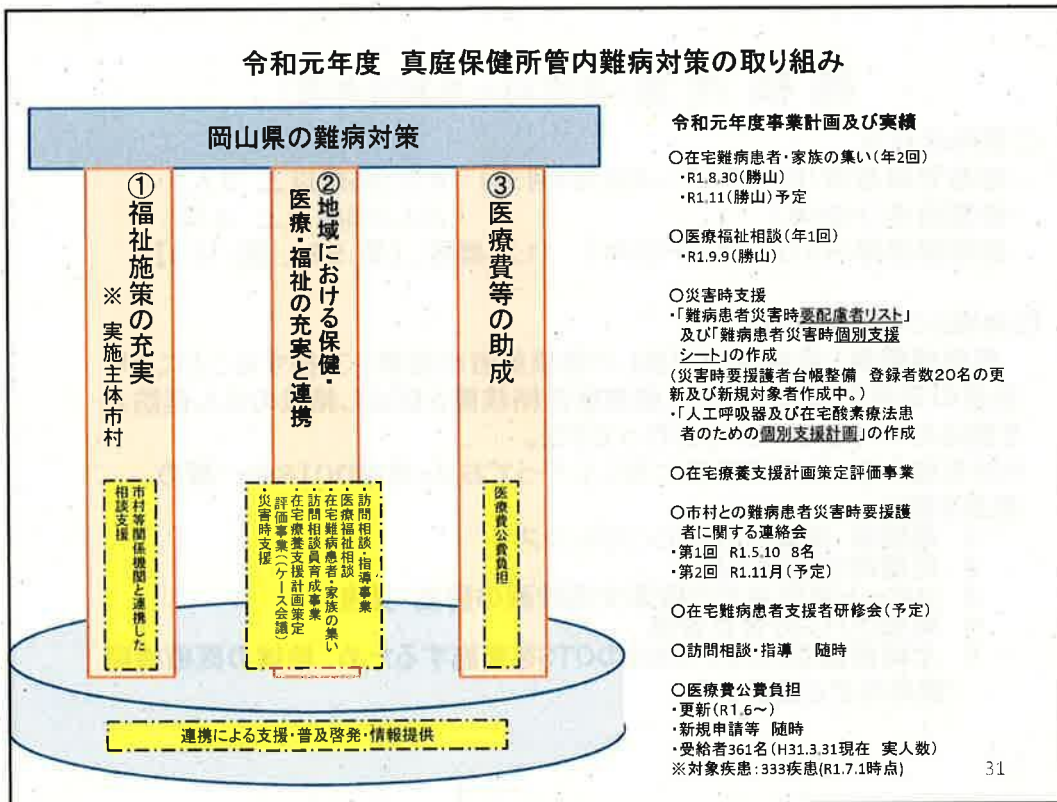 令和元年度 真庭保健所管内難病対策の取り組み
岡山県の難病対策
①福祉施策の充実
※ 実施主体市村
②地域における保健・
医療・福祉の充実と連携
③医療費等の助成
市村等関係機関と連携した
相談支援
訪問相談・指導事業
医療福祉相談
在宅難病患者・家族の集い
訪問相談員育成事業
在宅療養支援計画策定
評価事業((ケース会議)
災害時支援
医療費公費負担
連携による支援・普及啓発・情報提供
令和元年度事業計画及び実績
○在宅難病患者・家族の集い(年2回)
・R1.8.30(勝山)
・R1.11(勝山)予定
○医療福祉相談(年1回)
・R1.9.9(勝山)
○災害時支援
・「難病患者災害時要配慮者リスト」
及び「難病患者災害時個別支援
シート」の作成
(災害時要援護者台帳整備 登録者数20名の更
新及び新規対象者作成中。)
・「人工呼吸器及び在宅酸素療法患
者のための個別支援計画」の作成
○在宅療養支援計画策定評価事業
○市村との難病患者災害時要援護
者に関する連絡会
・第1回 R1.5.10 8名
・第2回 R1.11月(予定)
○在宅難病患者支援者研修会(予定)
○訪問相談・指導 随時
○医療費公費負担
・更新(R1.6~)
・新規申請等 随時
・受給者361名(H31.3.31現在 実人数)
※対象疾患:333疾患(R1.7.1時点)
31